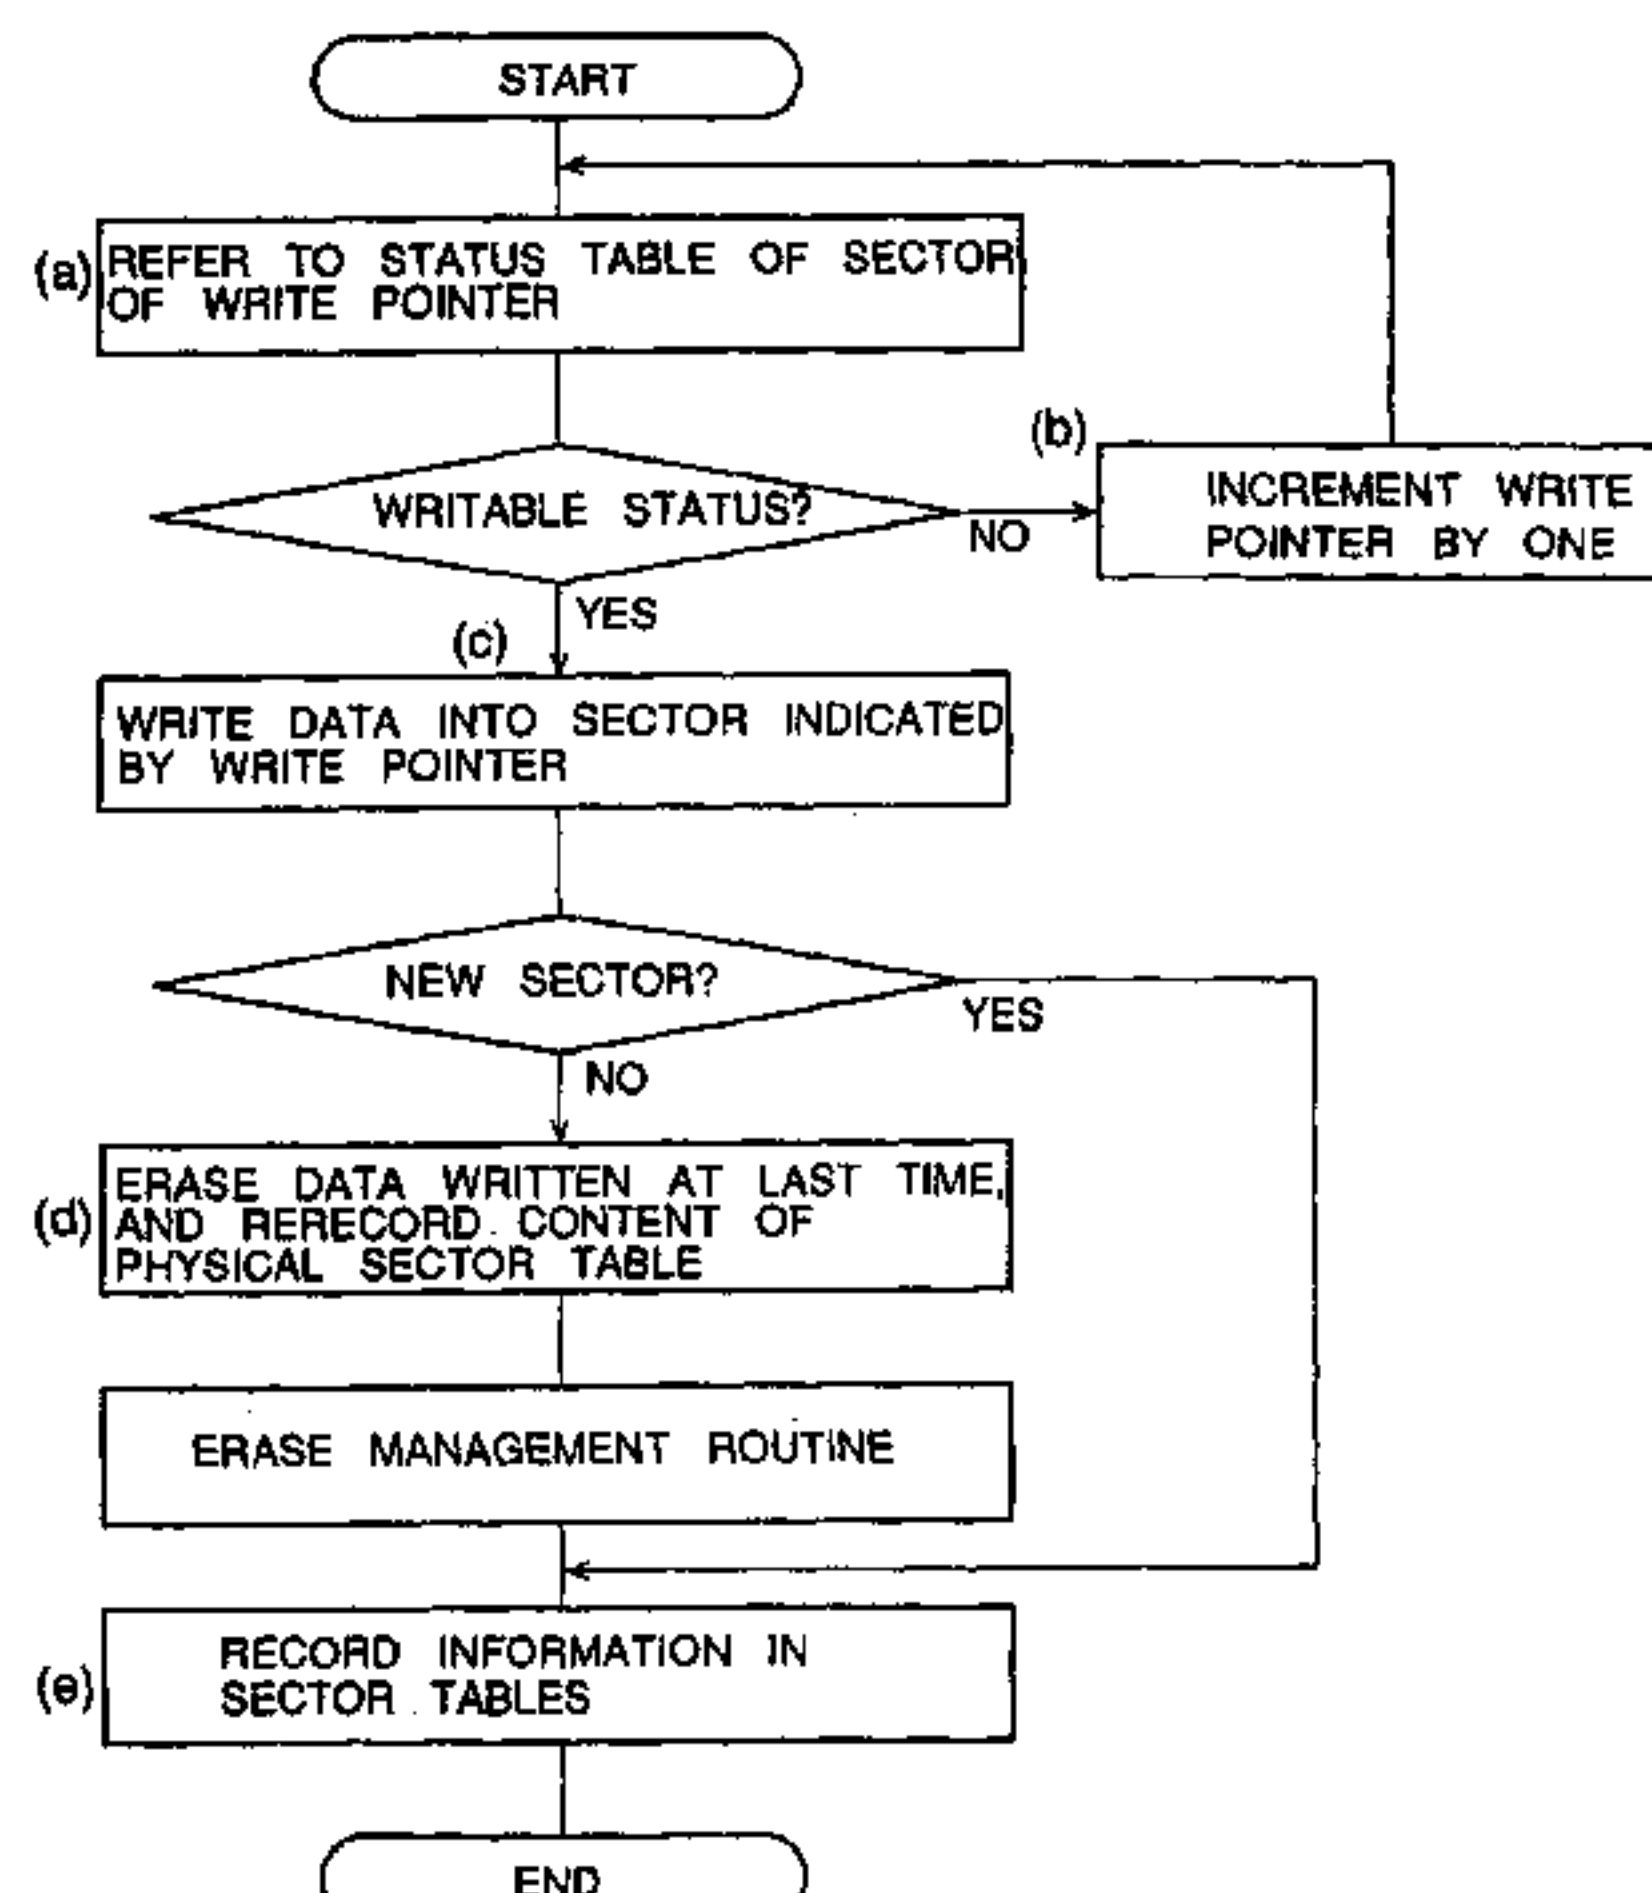 START
(a)
REFER TO STATUS TABLE OF SECTOR
OF WRITE POINTER
WRITABLE STATUS?
NO
(b)
INCREMENT WRITE
POINTER BY ONE
YES
(c)
WRITE DATA INTO SECTOR INDICATED
BY WRITE POINTER
NEW SECTOR?
YES
NO
(d)
ERASE DATA WRITTEN AT LAST TIME,
AND RERECORD CONTENT OF
PHYSICAL SECTOR TABLE
ERASE MANAGEMENT ROUTINE
(e)
RECORD INFORMATION IN
SECTOR TABLES
END